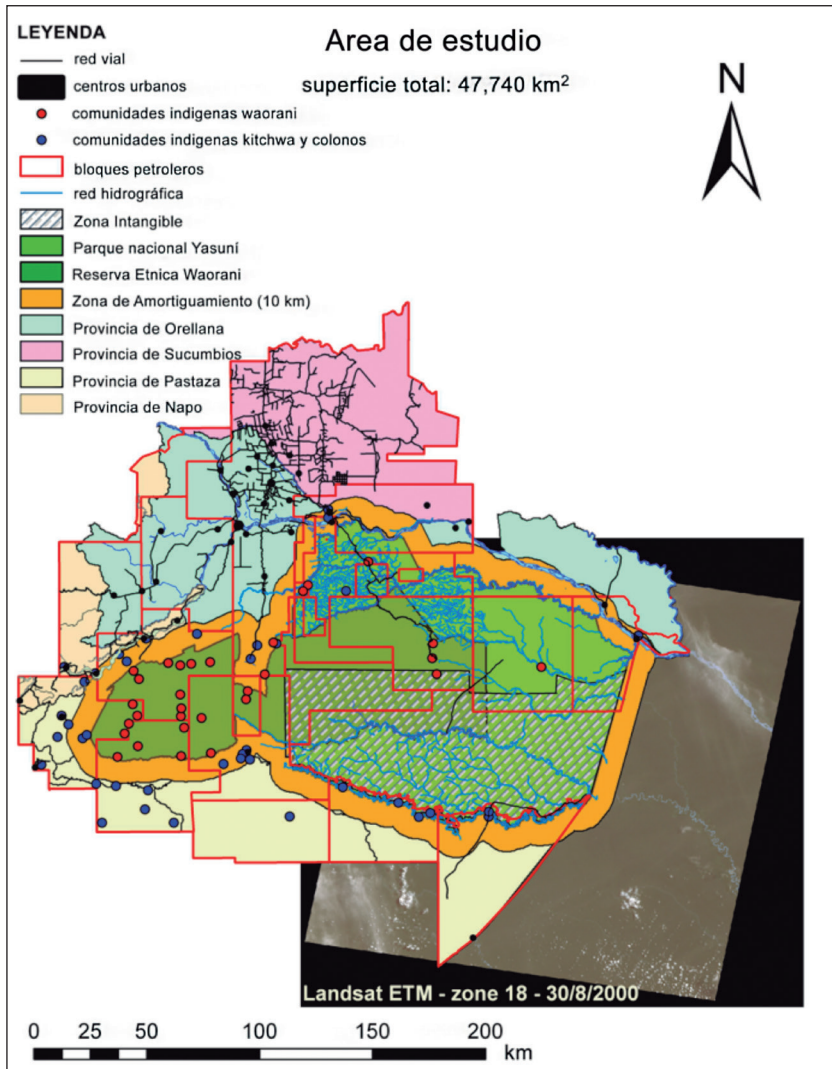 LEYENDA
red vial
centros urbanos
comunidades indigenas waorani
comunidades indigenas kitchwa y colonos
bloques petroleros
red hidrográfica
Zona Intangible
Parque nacional Yasuní
Reserva Etnica Waorani
Zona de Amortiguamiento (10 km)
Provincia de Orellana
Provincia de Sucumbios
Provincia de Pastaza
Provincia de Napo
Area de estudio
superficie total: 47,740 km²
N
Landsat ETM - zone 18 - 30/8/2000
0 25 50 100 150 200
km